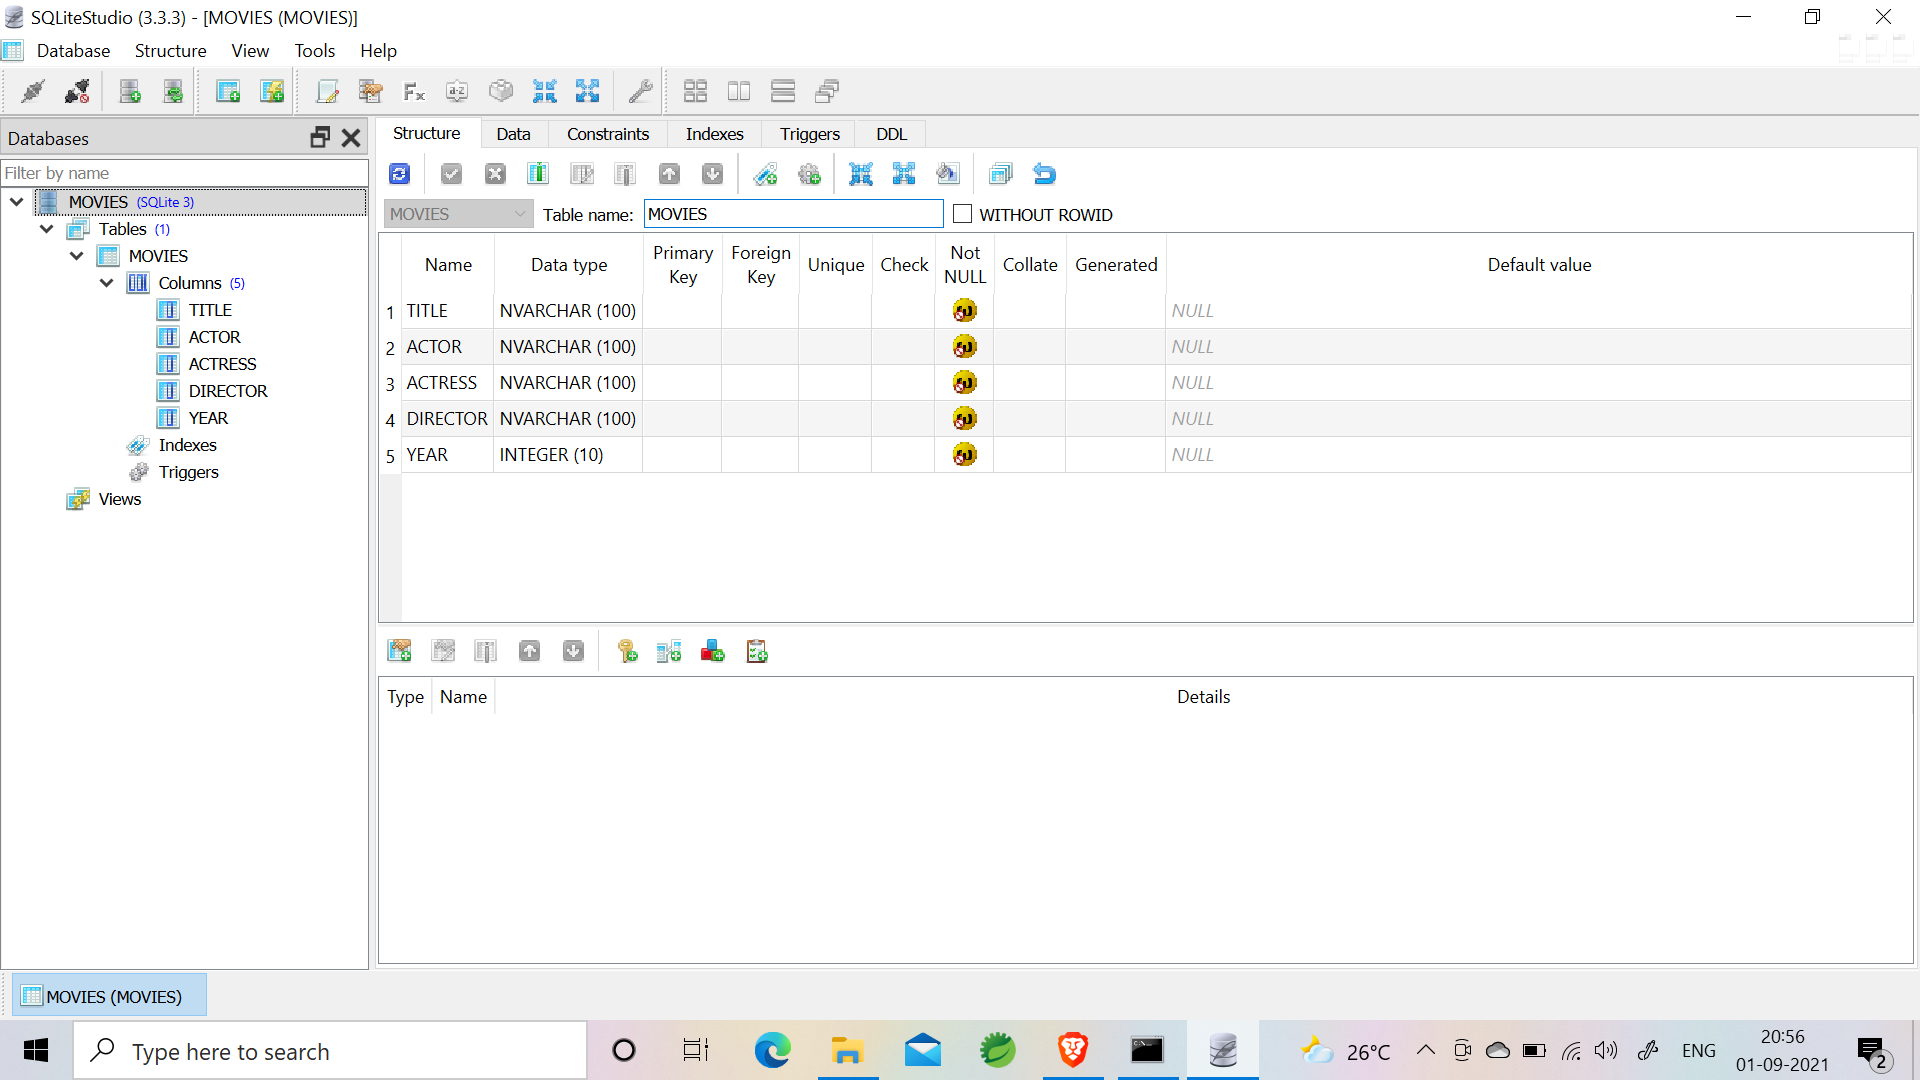 SQLiteStudio (3.3.3) - [MOVIES (MOVIES)]
Database Structure View Tools Help
Databases
Filter by name
MOVIES (SQLite 3)
Tables (1)
MOVIES
Columns (5)
TITLE
ACTOR
ACTRESS
DIRECTOR
YEAR
Indexes
Triggers
Views
Structure Data Constraints Indexes Triggers DDL
MOVIES Table name: MOVIES WITHOUT ROWID
Name Data type Primary Key Foreign Key Unique Check Not NULL Collate Generated Default value
1 TITLE NVARCHAR (100) NULL
2 ACTOR NVARCHAR (100) NULL
3 ACTRESS NVARCHAR (100) NULL
4 DIRECTOR NVARCHAR (100) NULL
5 YEAR INTEGER (10) NULL
Type Name Details
MOVIES (MOVIES)
Type here to search
26°C
ENG
20:56
01-09-2021
2